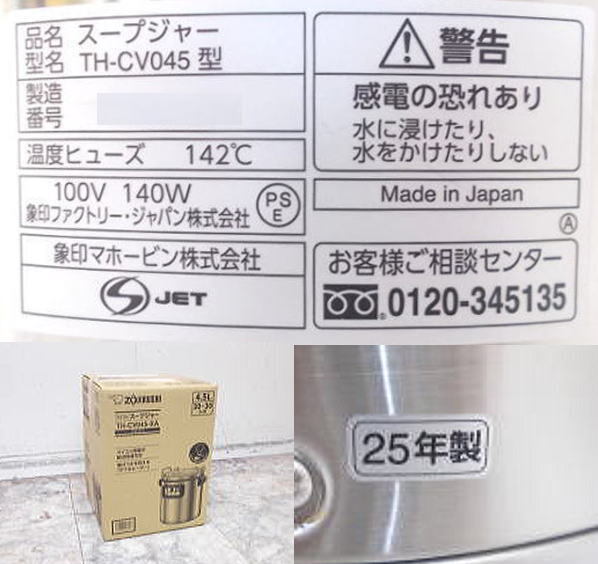 品名 スープジャー
型名 TH-CV045 型
製造
番号
温度ヒューズ 142℃
100V 140W
象印ファクトリー・ジャパン株式会社
PS
E
象印マホービン株式会社
JET
警告
感電の恐れあり
水に浸けたり、
水をかけたりしない
Made in Japan
A
お客様ご相談センター
0120-345135
ZOJIRUSHI
スープジャー
TH-CV045-XA
4.5L
25年製